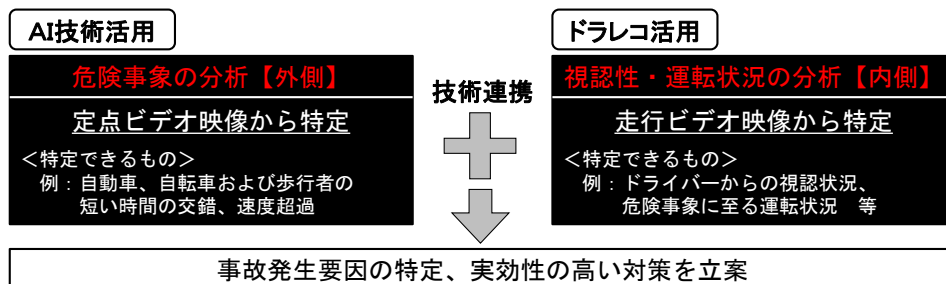 AI技術活用
危険事象の分析【外側】
定点ビデオ映像から特定
＜特定できるもの＞
例：自動車、自転車および歩行者の
短い時間の交錯、速度超過
技術連携
ドラレコ活用
視認性・運転状況の分析【内側】
走行ビデオ映像から特定
＜特定できるもの＞
例：ドライバーからの視認状況、
危険事象に至る運転状況　等
事故発生要因の特定、実効性の高い対策を立案